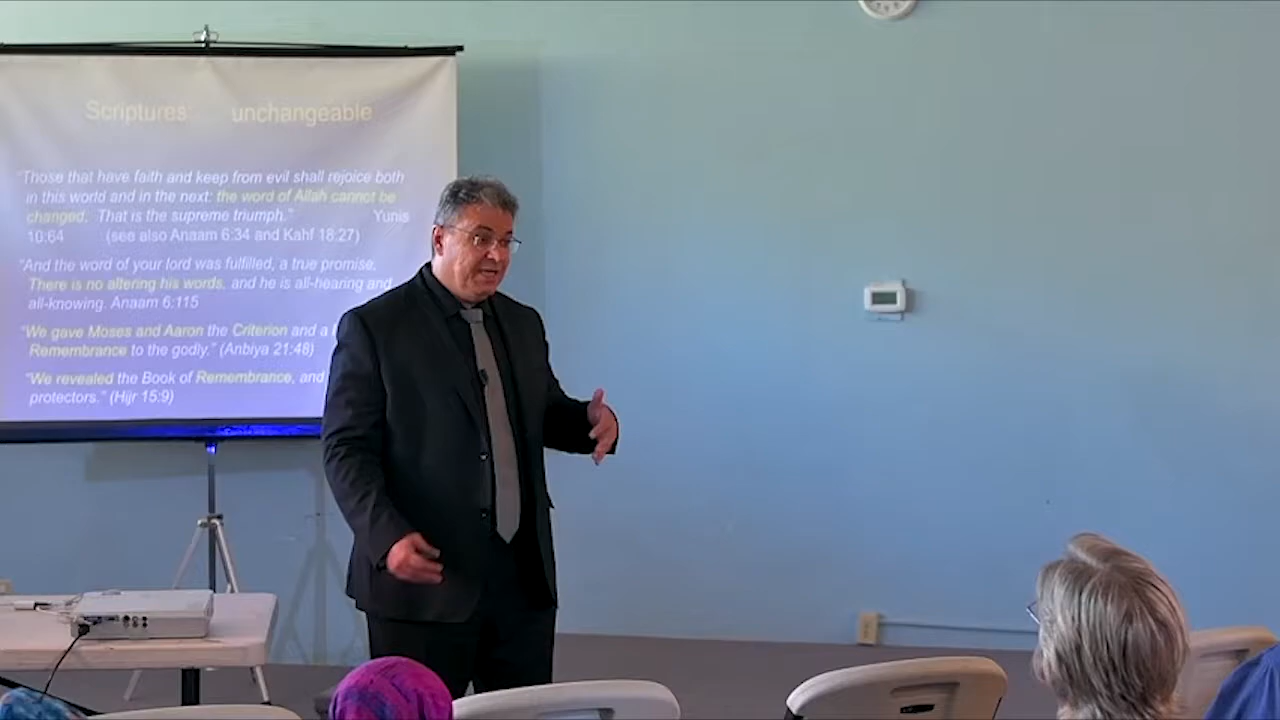 Scriptures: unchangeable
"Those that have faith and keep from evil shall rejoice both
in this world and in the next: the word of Allah cannot be
changed. That is the supreme triumph." Yunis
10:64 (see also Anaam 6:34 and Kahf 18:27)
"And the word of your lord was fulfilled, a true promise.
There is no altering his words, and he is all-hearing and
all-knowing. Anaam 6:115
"We gave Moses and Aaron the Criterion and a
Remembrance to the godly." (Anbiya 21:48)
"We revealed the Book of Remembrance, and
protectors." (Hijr 15:9)